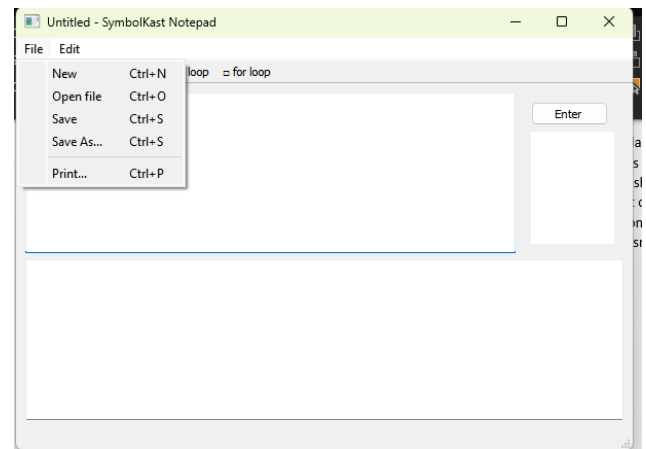 Untitled - SymbolKast Notepad
File Edit
loop □ for loop
New Ctrl+N
Open file Ctrl+O
Save Ctrl+S
Save As... Ctrl+S
Print... Ctrl+P
Enter